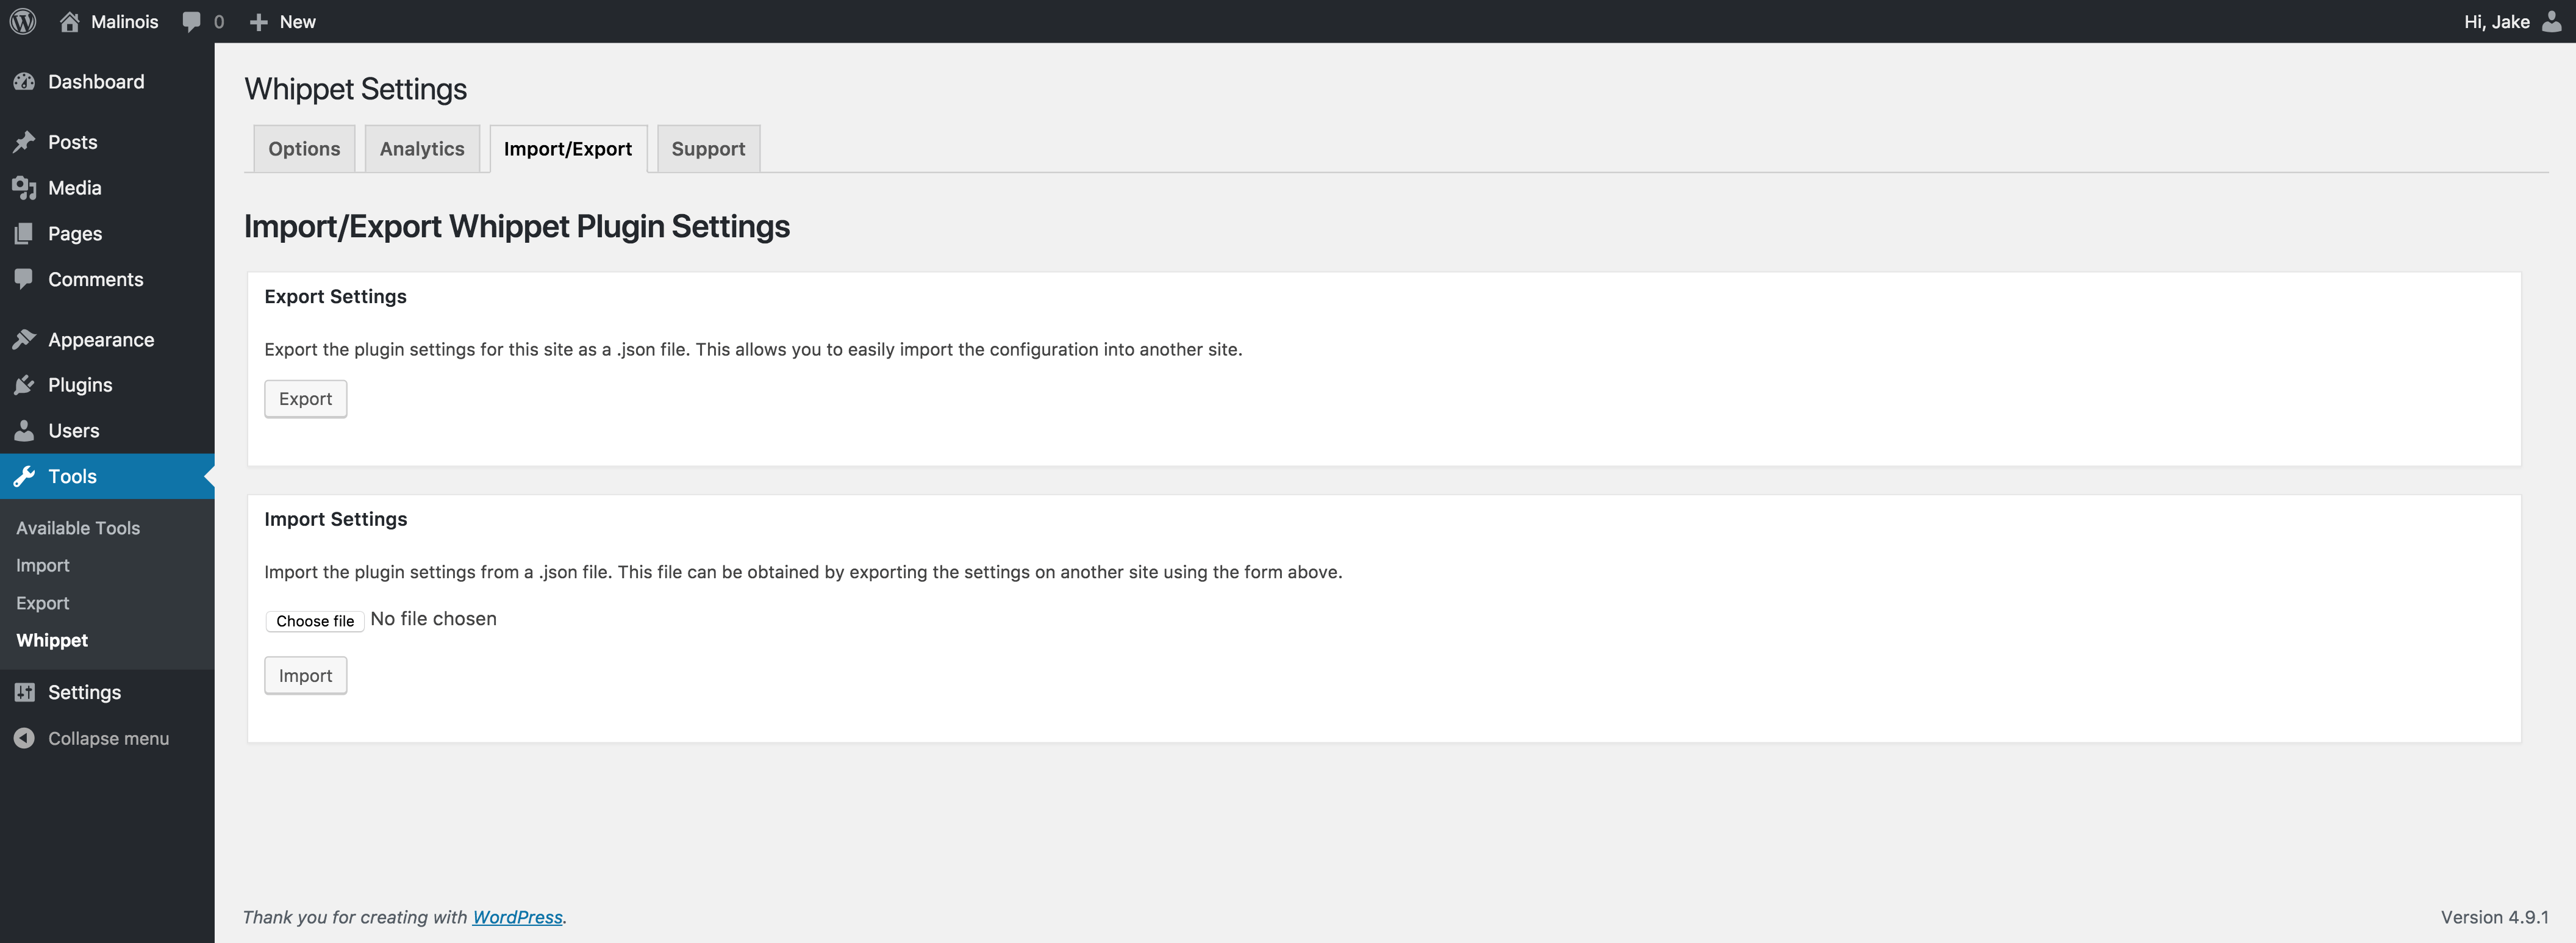 Malinois 0 New Hi, Jake
Dashboard
Posts
Media
Pages
Comments
Appearance
Plugins
Users
Tools
Available Tools
Import
Export
Whippet
Settings
Collapse menu
Whippet Settings
Options Analytics Import/Export Support
Import/Export Whippet Plugin Settings
Export Settings
Export the plugin settings for this site as a .json file. This allows you to easily import the configuration into another site.
Export
Import Settings
Import the plugin settings from a .json file. This file can be obtained by exporting the settings on another site using the form above.
Choose file No file chosen
Import
Thank you for creating with WordPress. Version 4.9.1